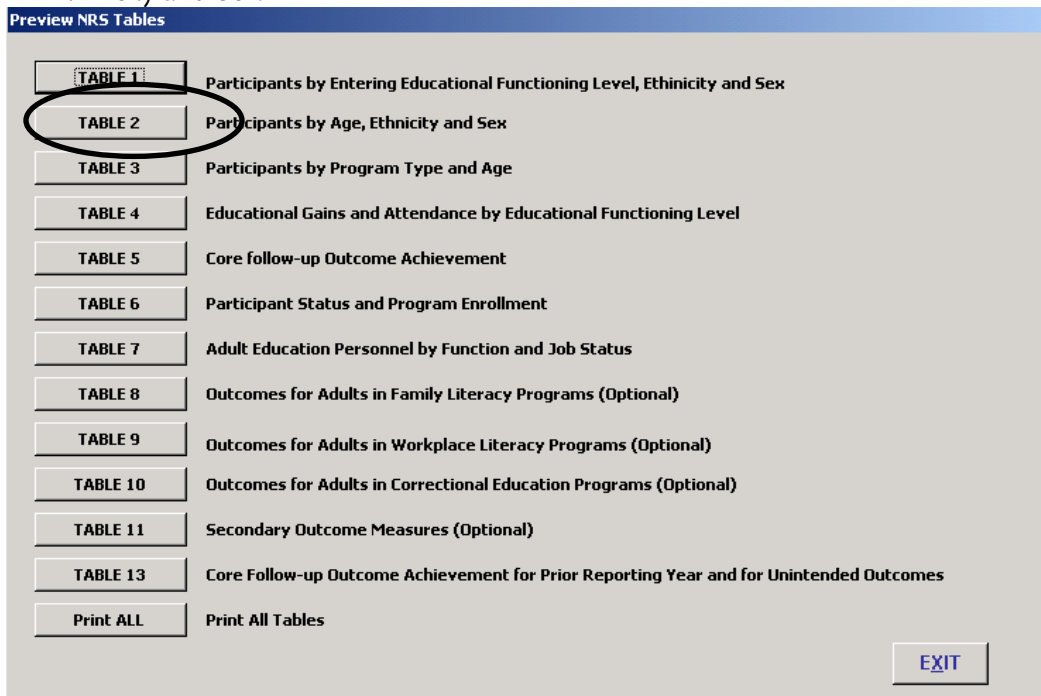 Preview NRS Tables
TABLE 1 Participants by Entering Educational Functioning Level, Ethinicity and Sex
TABLE 2 Participants by Age, Ethnicity and Sex
TABLE 3 Participants by Program Type and Age
TABLE 4 Educational Gains and Attendance by Educational Functioning Level
TABLE 5 Core follow-up Outcome Achievement
TABLE 6 Participant Status and Program Enrollment
TABLE 7 Adult Education Personnel by Function and Job Status
TABLE 8 Outcomes for Adults in Family Literacy Programs (Optional)
TABLE 9 Outcomes for Adults in Workplace Literacy Programs (Optional)
TABLE 10 Outcomes for Adults in Correctional Education Programs (Optional)
TABLE 11 Secondary Outcome Measures (Optional)
TABLE 13 Core Follow-up Outcome Achievement for Prior Reporting Year and for Unintended Outcomes
Print ALL Print All Tables
EXIT